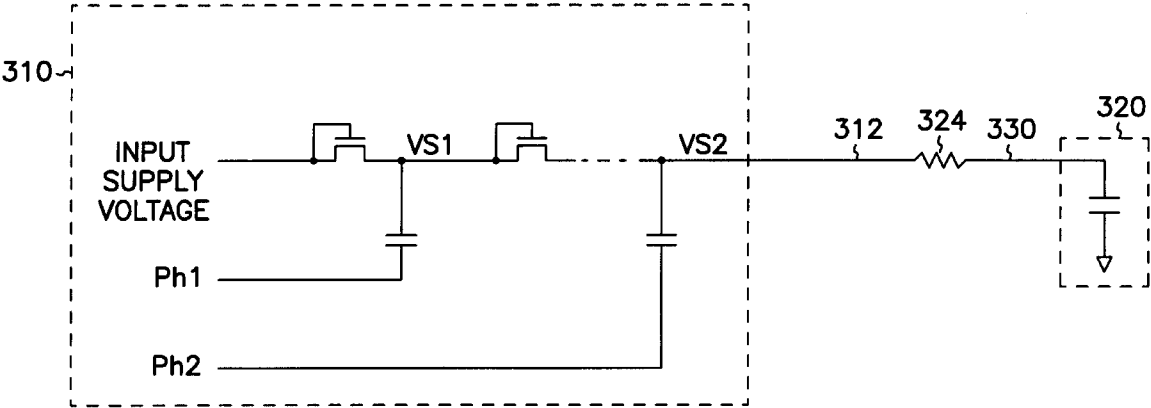 310
320
312
324
330
INPUT
SUPPLY
VOLTAGE
VS1
VS2
Ph1
Ph2